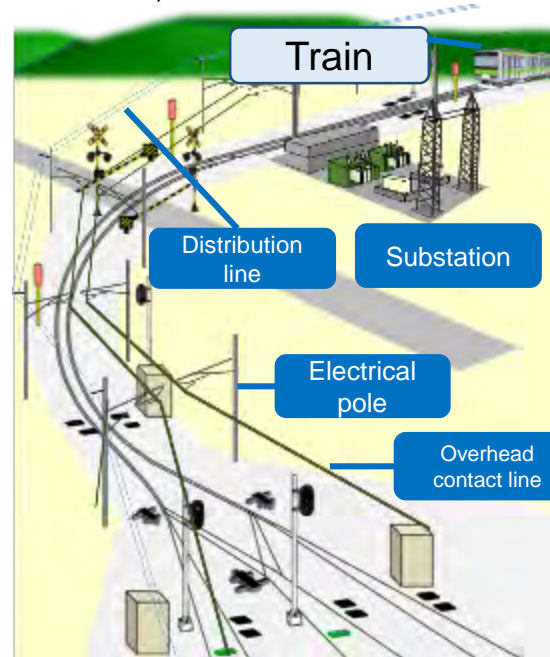 Train
Distribution
line
Substation
Electrical
pole
Overhead
contact line